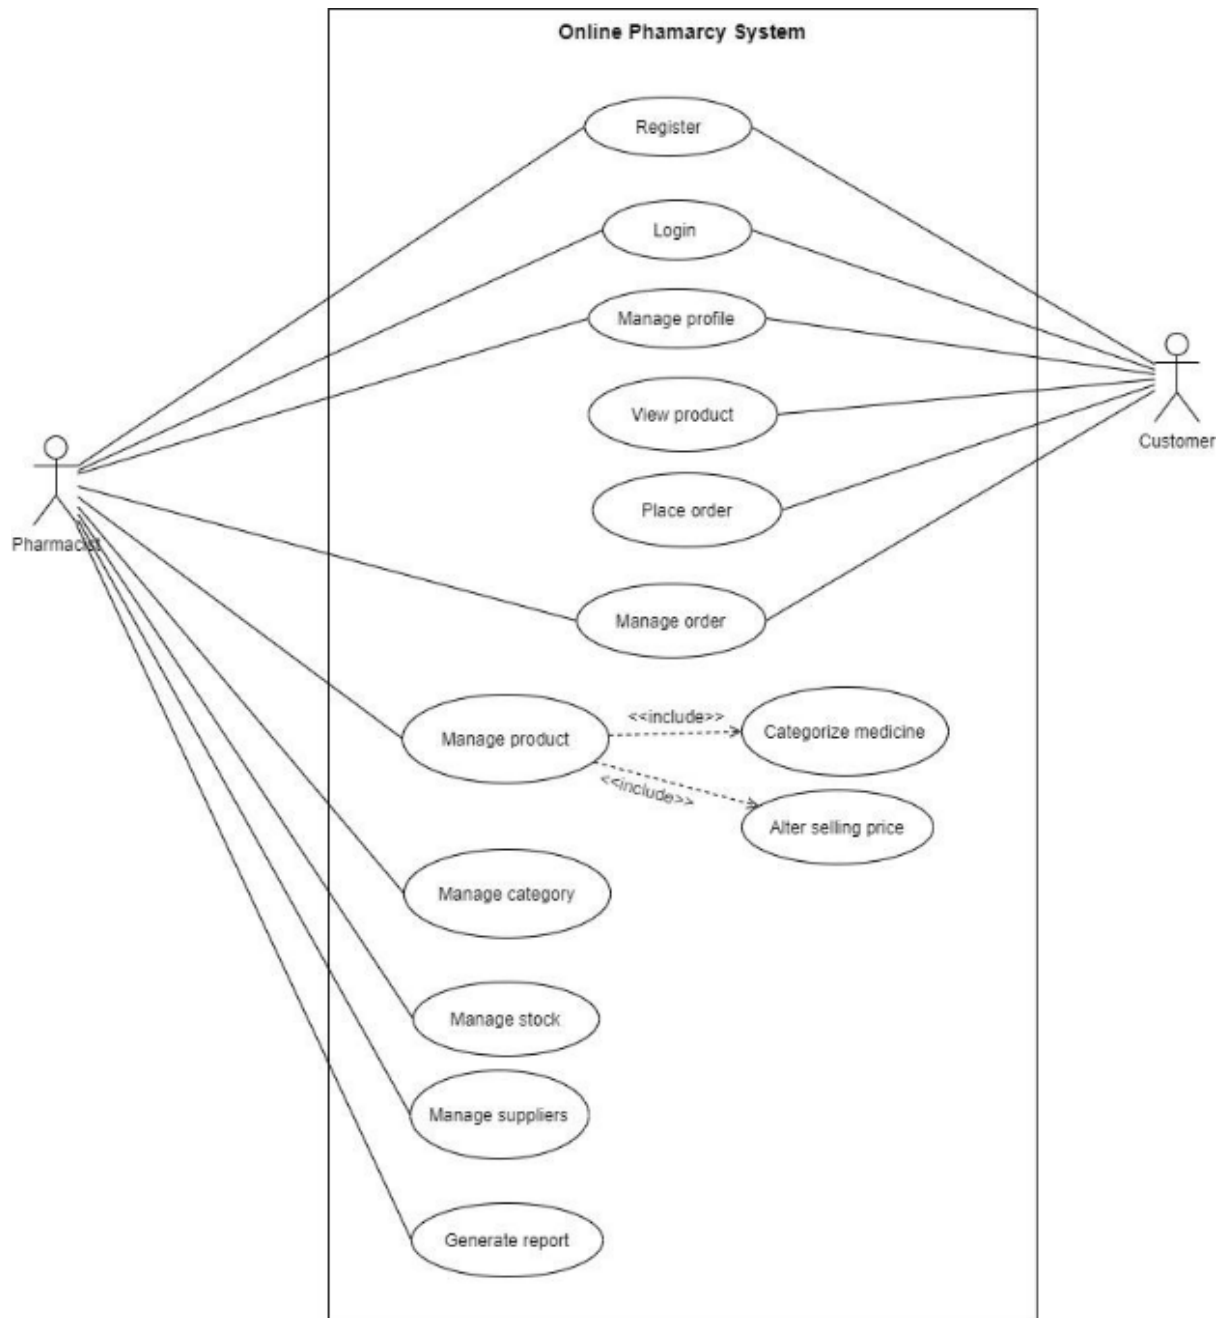 Online Phamarcy System
Register
Login
Manage profile
View product
Customer
Place order
Pharmacist
Manage order
Manage product
<<include>>
Categorize medicine
<<include>>
Alter selling price
Manage category
Manage stock
Manage suppliers
Generate report